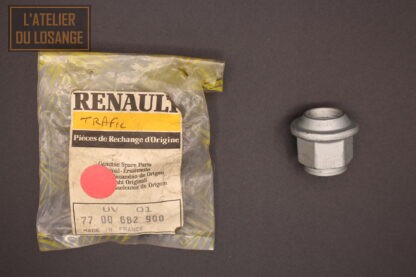 L'ATELIER
DU LOSANGE
RENAULT
TRAFIC
Pièces de Rechange d'Origine
Genuine Spare Parts
UV 01
77 00 682 900
MADE IN FRANCE